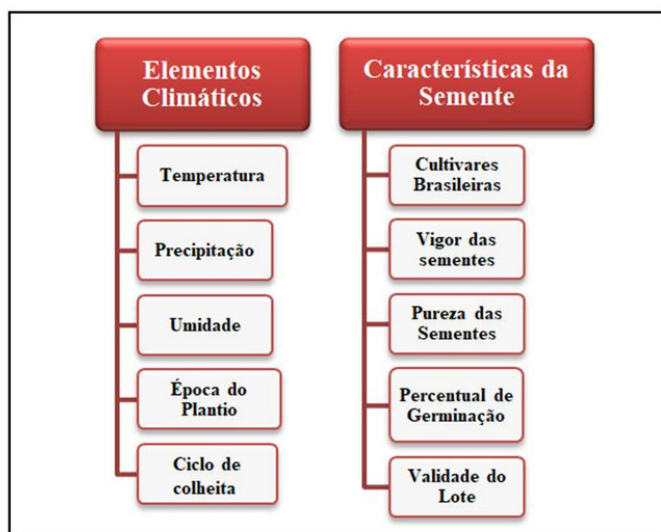 Elementos
Climáticos
Temperatura
Precipitação
Umidade
Época do
Plantio
Ciclo de
colheita
Características da
Semente
Cultivares
Brasileiras
Vigor das
sementes
Pureza das
Sementes
Percentual de
Germinação
Validade do
Lote